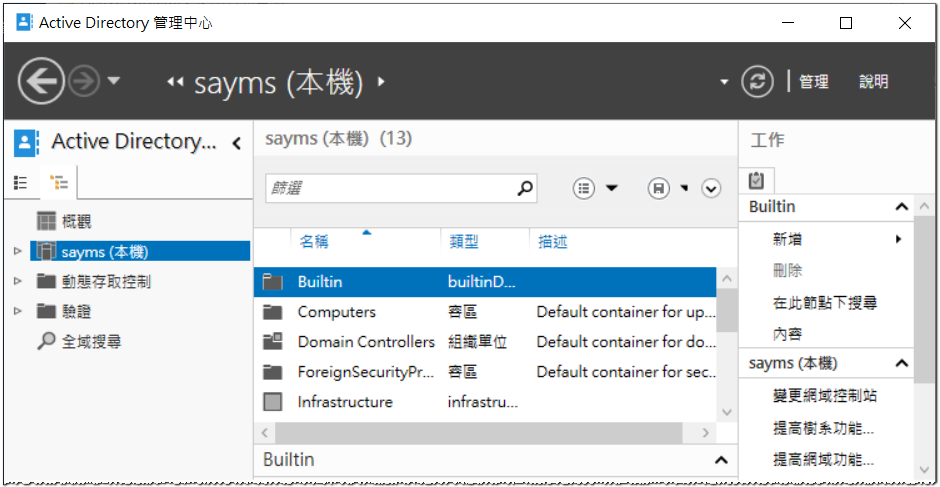 Active Directory 管理中心
sayms (本機)
管理 說明
Active Directory...
概觀
sayms (本機)
動態存取控制
驗證
全域搜尋
sayms (本機) (13)
篩選
名稱 類型 描述
Builtin builtinD...
Computers 容區 Default container for up...
Domain Controllers 組織單位 Default container for do...
ForeignSecurityPr... 容區 Default container for sec...
Infrastructure infrastru...
Builtin
工作
Builtin
新增
刪除
在此節點下搜尋
內容
sayms (本機)
變更網域控制站
提高樹系功能...
提高網域功能...